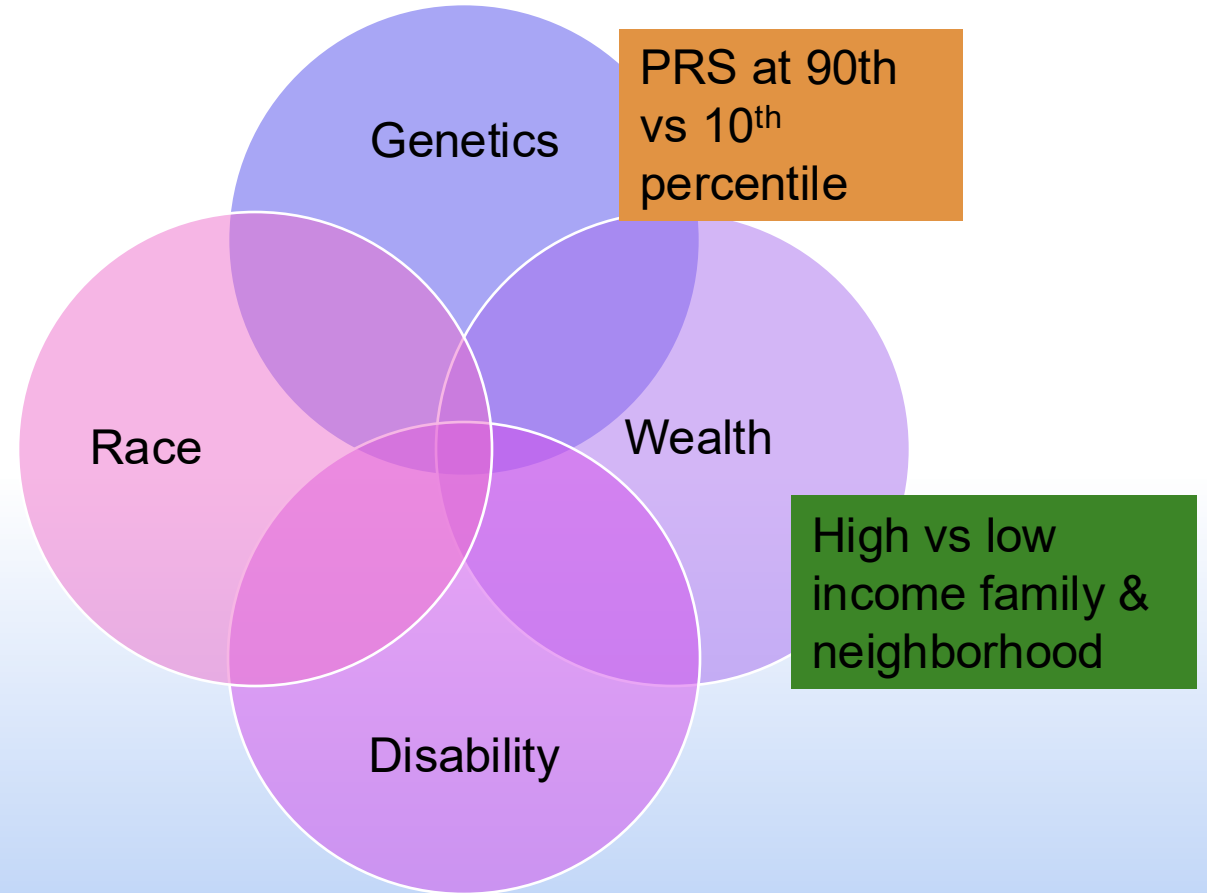 Genetics
PRS at 90th
vs 10th
percentile
Race
Wealth
High vs low
income family &
neighborhood
Disability